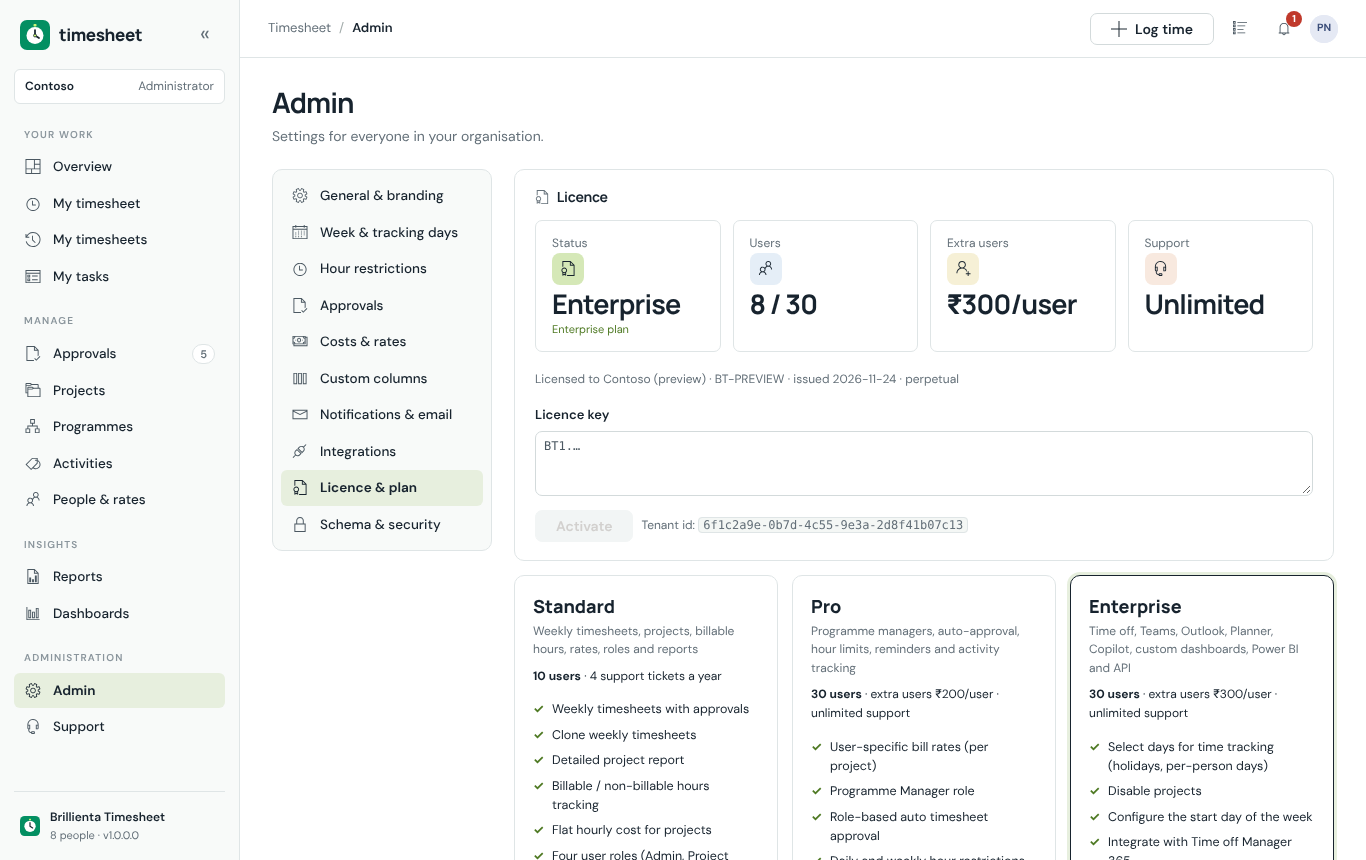 timesheet
«
Contoso
Administrator
YOUR WORK
Overview
My timesheet
My timesheets
My tasks
MANAGE
Approvals
5
Projects
Programmes
Activities
People & rates
INSIGHTS
Reports
Dashboards
ADMINISTRATION
Admin
Support
Brillienta Timesheet
8 people · v1.0.0.0
Timesheet / Admin
Log time
1
PN
Admin
Settings for everyone in your organisation.
General & branding
Week & tracking days
Hour restrictions
Approvals
Costs & rates
Custom columns
Notifications & email
Integrations
Licence & plan
Schema & security
Licence
Status
Enterprise
Enterprise plan
Users
8 / 30
Extra users
₹300/user
Support
Unlimited
Licensed to Contoso (preview) · BT-PREVIEW · issued 2026-11-24 · perpetual
Licence key
BT1.…
Activate
Tenant id: 6f1c2a9e-0b7d-4c55-9e3a-2d8f41b07c13
Standard
Weekly timesheets, projects, billable
hours, rates, roles and reports
10 users · 4 support tickets a year
Weekly timesheets with approvals
Clone weekly timesheets
Detailed project report
Billable / non-billable hours
tracking
Flat hourly cost for projects
Four user roles (Admin, Project
Pro
Programme managers, auto-approval,
hour limits, reminders and activity
tracking
30 users · extra users ₹200/user ·
unlimited support
User-specific bill rates (per
project)
Programme Manager role
Role-based auto timesheet
approval
Daily and weekly hour restrictions
Enterprise
Time off, Teams, Outlook, Planner,
Copilot, custom dashboards, Power BI
and API
30 users · extra users ₹300/user ·
unlimited support
Select days for time tracking
(holidays, per-person days)
Disable projects
Configure the start day of the week
Integrate with Time off Manager
365